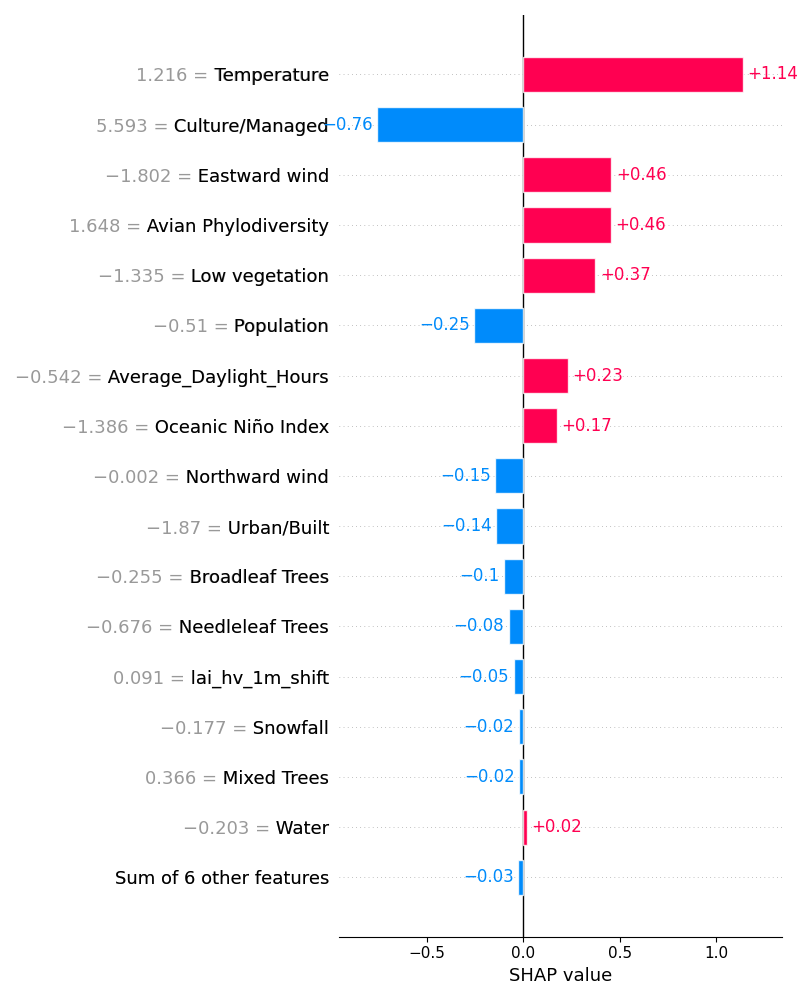 1.216 = Temperature +1.14
5.593 = Culture/Managed −0.76
−1.802 = Eastward wind +0.46
1.648 = Avian Phylodiversity +0.46
−1.335 = Low vegetation +0.37
−0.51 = Population −0.25
−0.542 = Average_Daylight_Hours +0.23
−1.386 = Oceanic Niño Index +0.17
−0.002 = Northward wind −0.15
−1.87 = Urban/Built −0.14
−0.255 = Broadleaf Trees −0.1
−0.676 = Needleleaf Trees −0.08
0.091 = lai_hv_1m_shift −0.05
−0.177 = Snowfall −0.02
0.366 = Mixed Trees −0.02
−0.203 = Water +0.02
Sum of 6 other features −0.03
−0.5 0.0 0.5 1.0
SHAP value